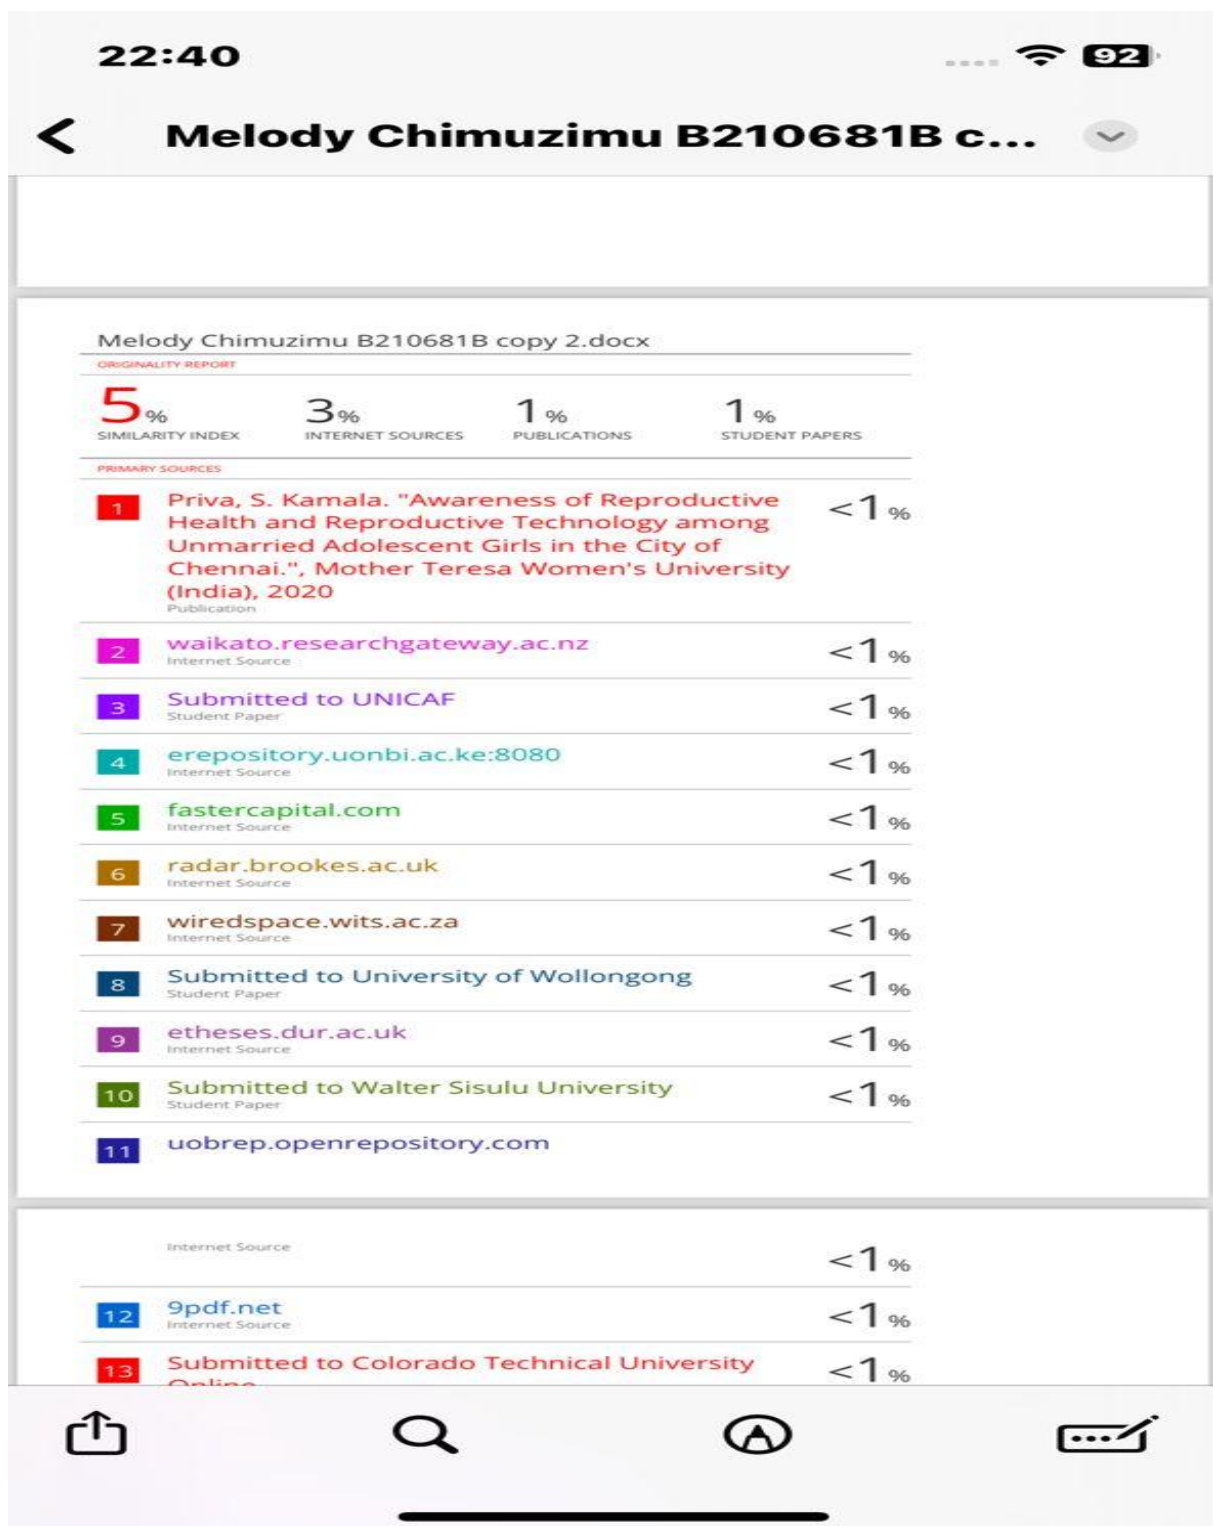 22:40
92
Melody Chimuzimu B210681B c...
Melody Chimuzimu B210681B copy 2.docx
ORIGINALITY REPORT
5% 3% 1% 1%
SIMILARITY INDEX INTERNET SOURCES PUBLICATIONS STUDENT PAPERS
PRIMARY SOURCES
1 Priva, S. Kamala. "Awareness of Reproductive <1%
Health and Reproductive Technology among
Unmarried Adolescent Girls in the City of
Chennai.", Mother Teresa Women's University
(India), 2020
Publication
2 waikato.researchgateway.ac.nz <1%
Internet Source
3 Submitted to UNICAF <1%
Student Paper
4 erepository.uonbi.ac.ke:8080 <1%
Internet Source
5 fastercapital.com <1%
Internet Source
6 radar.brookes.ac.uk <1%
Internet Source
7 wiredspace.wits.ac.za <1%
Internet Source
8 Submitted to University of Wollongong <1%
Student Paper
9 etheses.dur.ac.uk <1%
Internet Source
10 Submitted to Walter Sisulu University <1%
Student Paper
11 uobrep.openrepository.com
Internet Source <1%
12 9pdf.net <1%
Internet Source
13 Submitted to Colorado Technical University <1%
Online